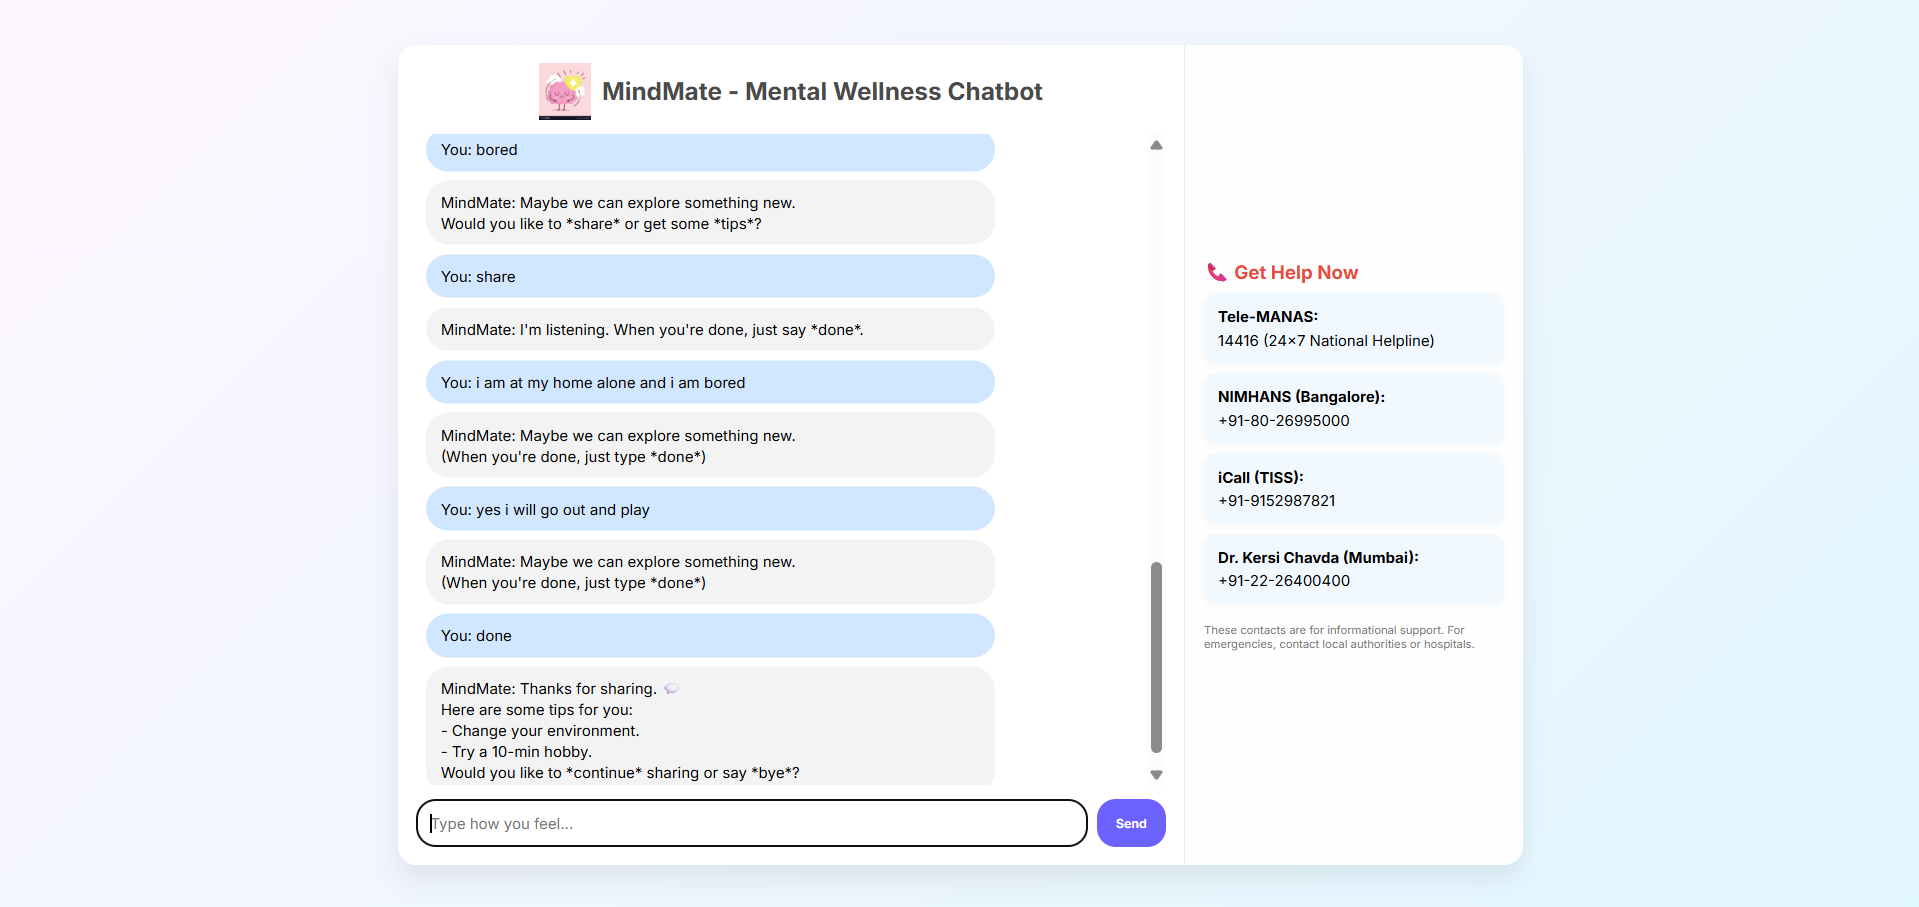 MindMate - Mental Wellness Chatbot
You: bored
MindMate: Maybe we can explore something new.
Would you like to *share* or get some *tips*?
You: share
MindMate: I'm listening. When you're done, just say *done*.
You: i am at my home alone and i am bored
MindMate: Maybe we can explore something new.
(When you're done, just type *done*)
You: yes i will go out and play
MindMate: Maybe we can explore something new.
(When you're done, just type *done*)
You: done
MindMate: Thanks for sharing. 💭
Here are some tips for you:
- Change your environment.
- Try a 10-min hobby.
Would you like to *continue* sharing or say *bye*?
Type how you feel...
Send
📞 Get Help Now
Tele-MANAS:
14416 (24×7 National Helpline)
NIMHANS (Bangalore):
+91-80-26995000
iCall (TISS):
+91-9152987821
Dr. Kersi Chavda (Mumbai):
+91-22-26400400
These contacts are for informational support. For
emergencies, contact local authorities or hospitals.